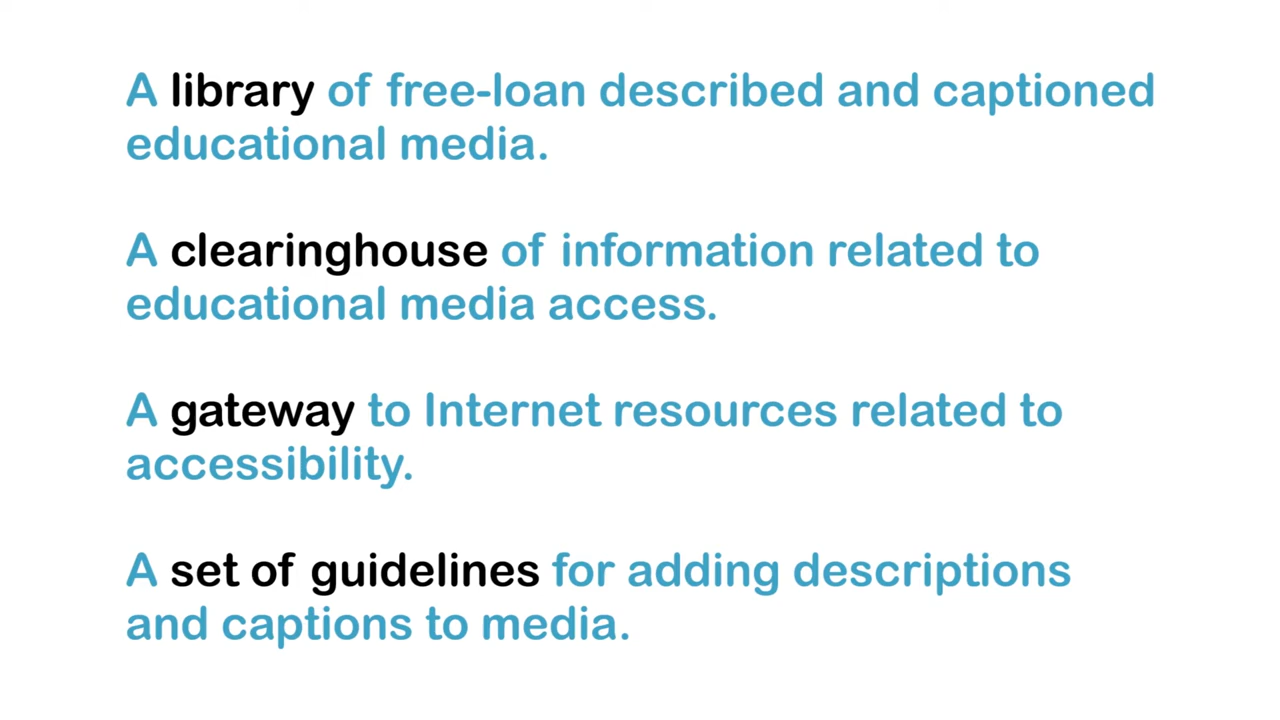 A library of free-loan described and captioned
educational media.
A clearinghouse of information related to
educational media access.
A gateway to Internet resources related to
accessibility.
A set of guidelines for adding descriptions
and captions to media.